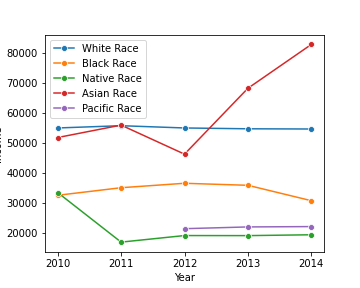 80000
70000
60000
50000
40000
30000
20000
White Race
Black Race
Native Race
Asian Race
Pacific Race
2010 2011 2012 2013 2014
Year